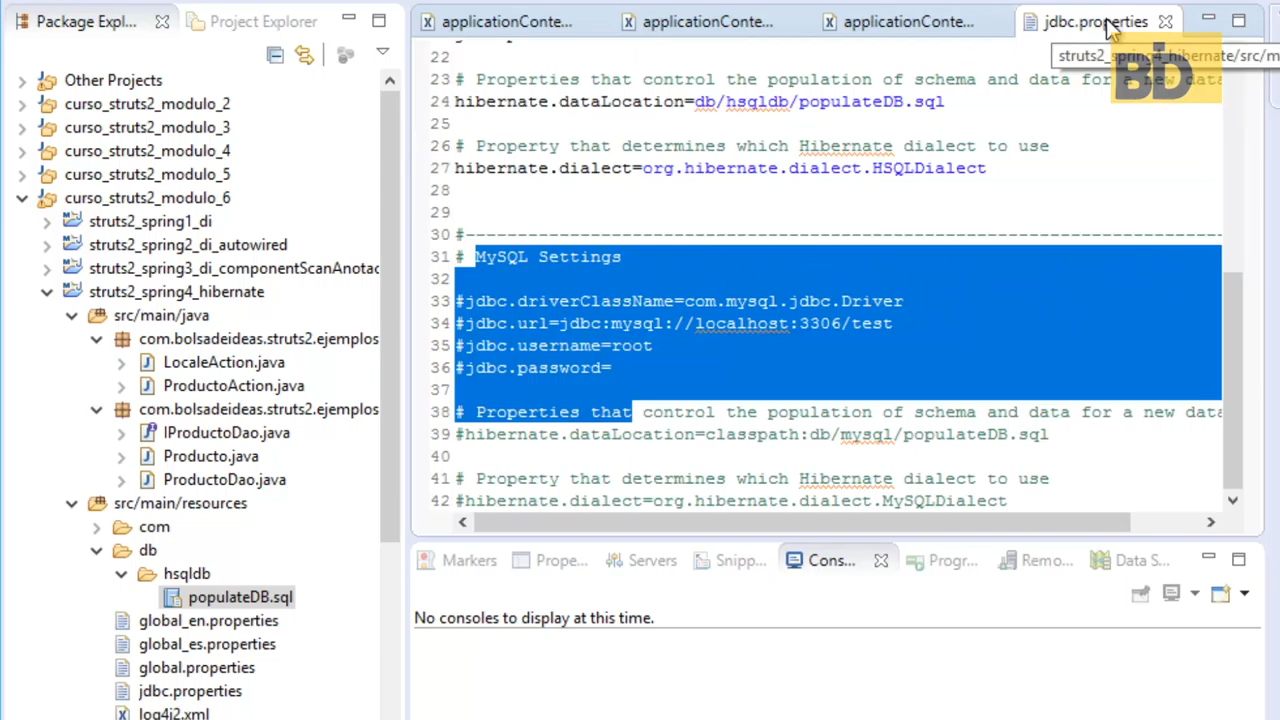 Package Expl...
Project Explorer
Other Projects
curso_struts2_modulo_2
curso_struts2_modulo_3
curso_struts2_modulo_4
curso_struts2_modulo_5
curso_struts2_modulo_6
struts2_spring1_di
struts2_spring2_di_autowired
struts2_spring3_di_componentScanAnotac
struts2_spring4_hibernate
src/main/java
com.bolsadeideas.struts2.ejemplos
LocaleAction.java
ProductoAction.java
com.bolsadeideas.struts2.ejemplos
IProductoDao.java
Producto.java
ProductoDao.java
src/main/resources
com
db
hsqldb
populateDB.sql
global_en.properties
global_es.properties
global.properties
jdbc.properties
log4j2.xml
applicationConte...
applicationConte...
applicationConte...
jdbc.properties
struts2_spring4_hibernate/src/m
BD
22
23 # Properties that control the population of schema and data for a new data
24 hibernate.dataLocation=db/hsqldb/populateDB.sql
25
26 # Property that determines which Hibernate dialect to use
27 hibernate.dialect=org.hibernate.dialect.HSQLDialect
28
29
30 #-------------------------------------------------------------------------
31 # MySQL Settings
32
33 #jdbc.driverClassName=com.mysql.jdbc.Driver
34 #jdbc.url=jdbc:mysql://localhost:3306/test
35 #jdbc.username=root
36 #jdbc.password=
37
38 # Properties that control the population of schema and data for a new data
39 #hibernate.dataLocation=classpath:db/mysql/populateDB.sql
40
41 # Property that determines which Hibernate dialect to use
42 #hibernate.dialect=org.hibernate.dialect.MySQLDialect
Markers
Prope...
Servers
Snipp...
Cons...
Progr...
Remo...
Data S...
No consoles to display at this time.